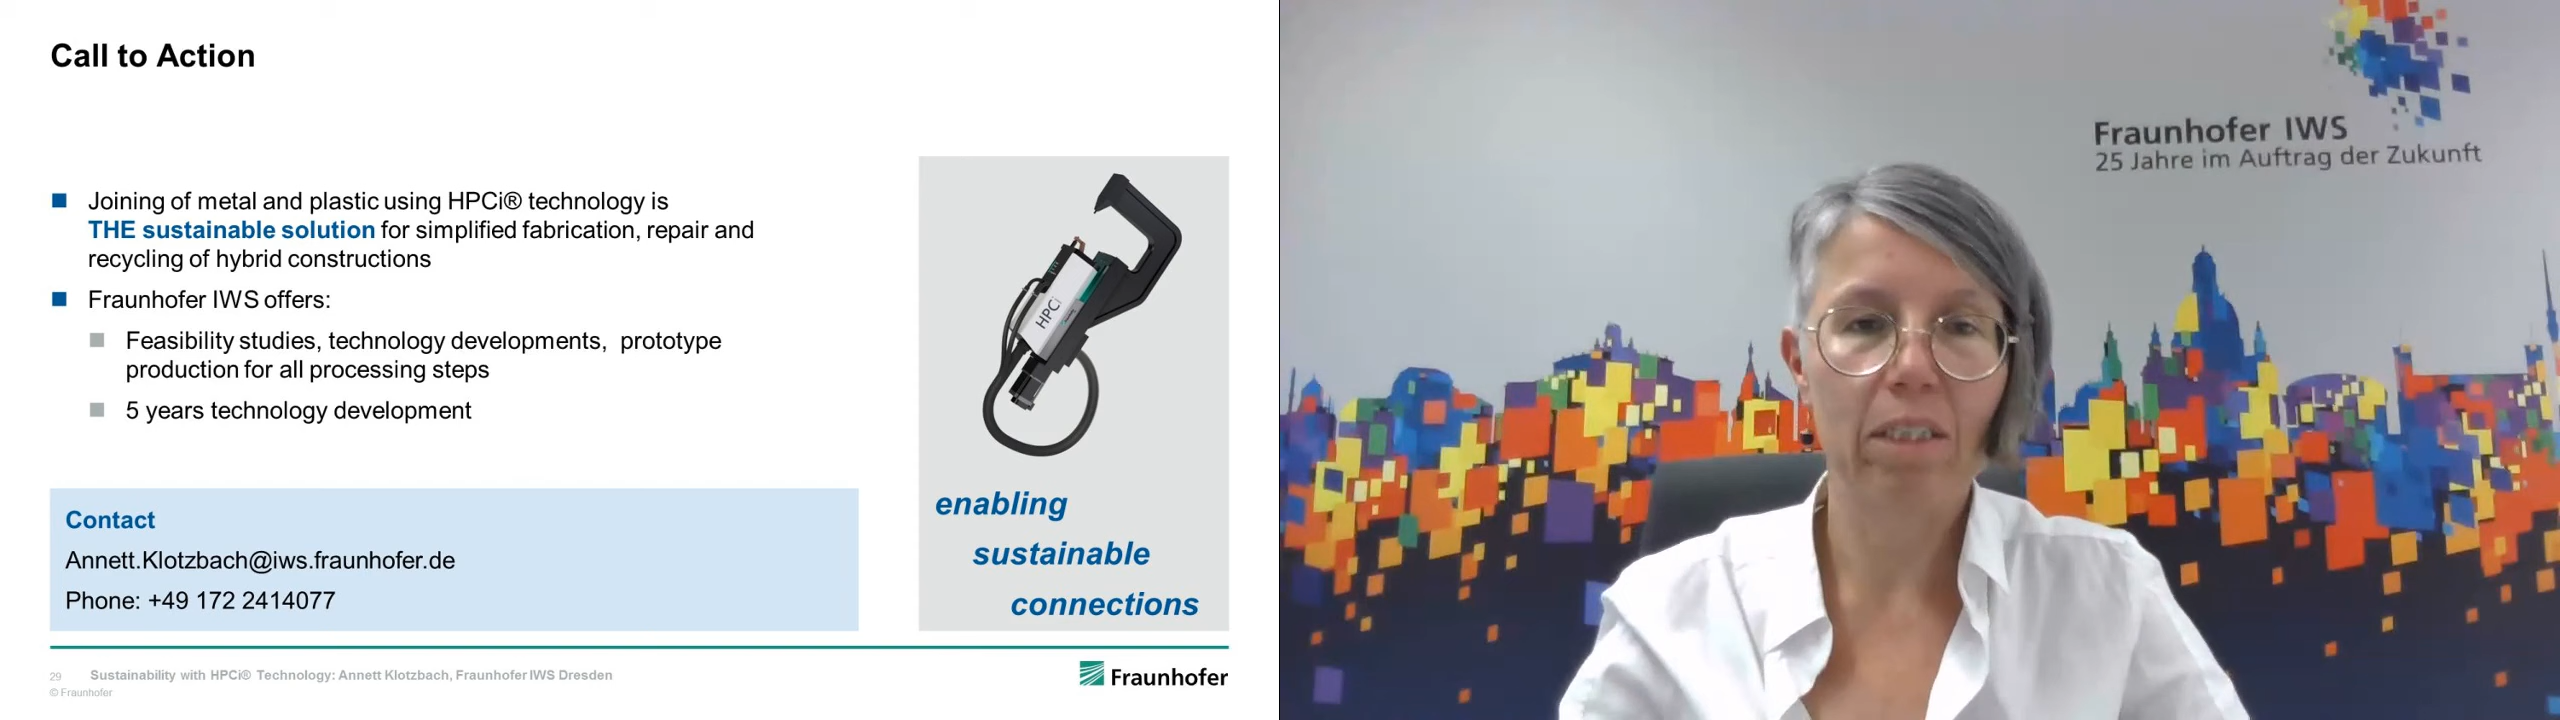 Call to Action
Joining of metal and plastic using HPCi® technology is
THE sustainable solution for simplified fabrication, repair and
recycling of hybrid constructions
Fraunhofer IWS offers:
Feasibility studies, technology developments, prototype
production for all processing steps
5 years technology development
Contact
Annett.Klotzbach@iws.fraunhofer.de
Phone: +49 172 2414077
HPCi
enabling
sustainable
connections
29 Sustainability with HPCi® Technology: Annett Klotzbach, Fraunhofer IWS Dresden
© Fraunhofer
Fraunhofer
Fraunhofer IWS
25 Jahre im Auftrag der Zukunft